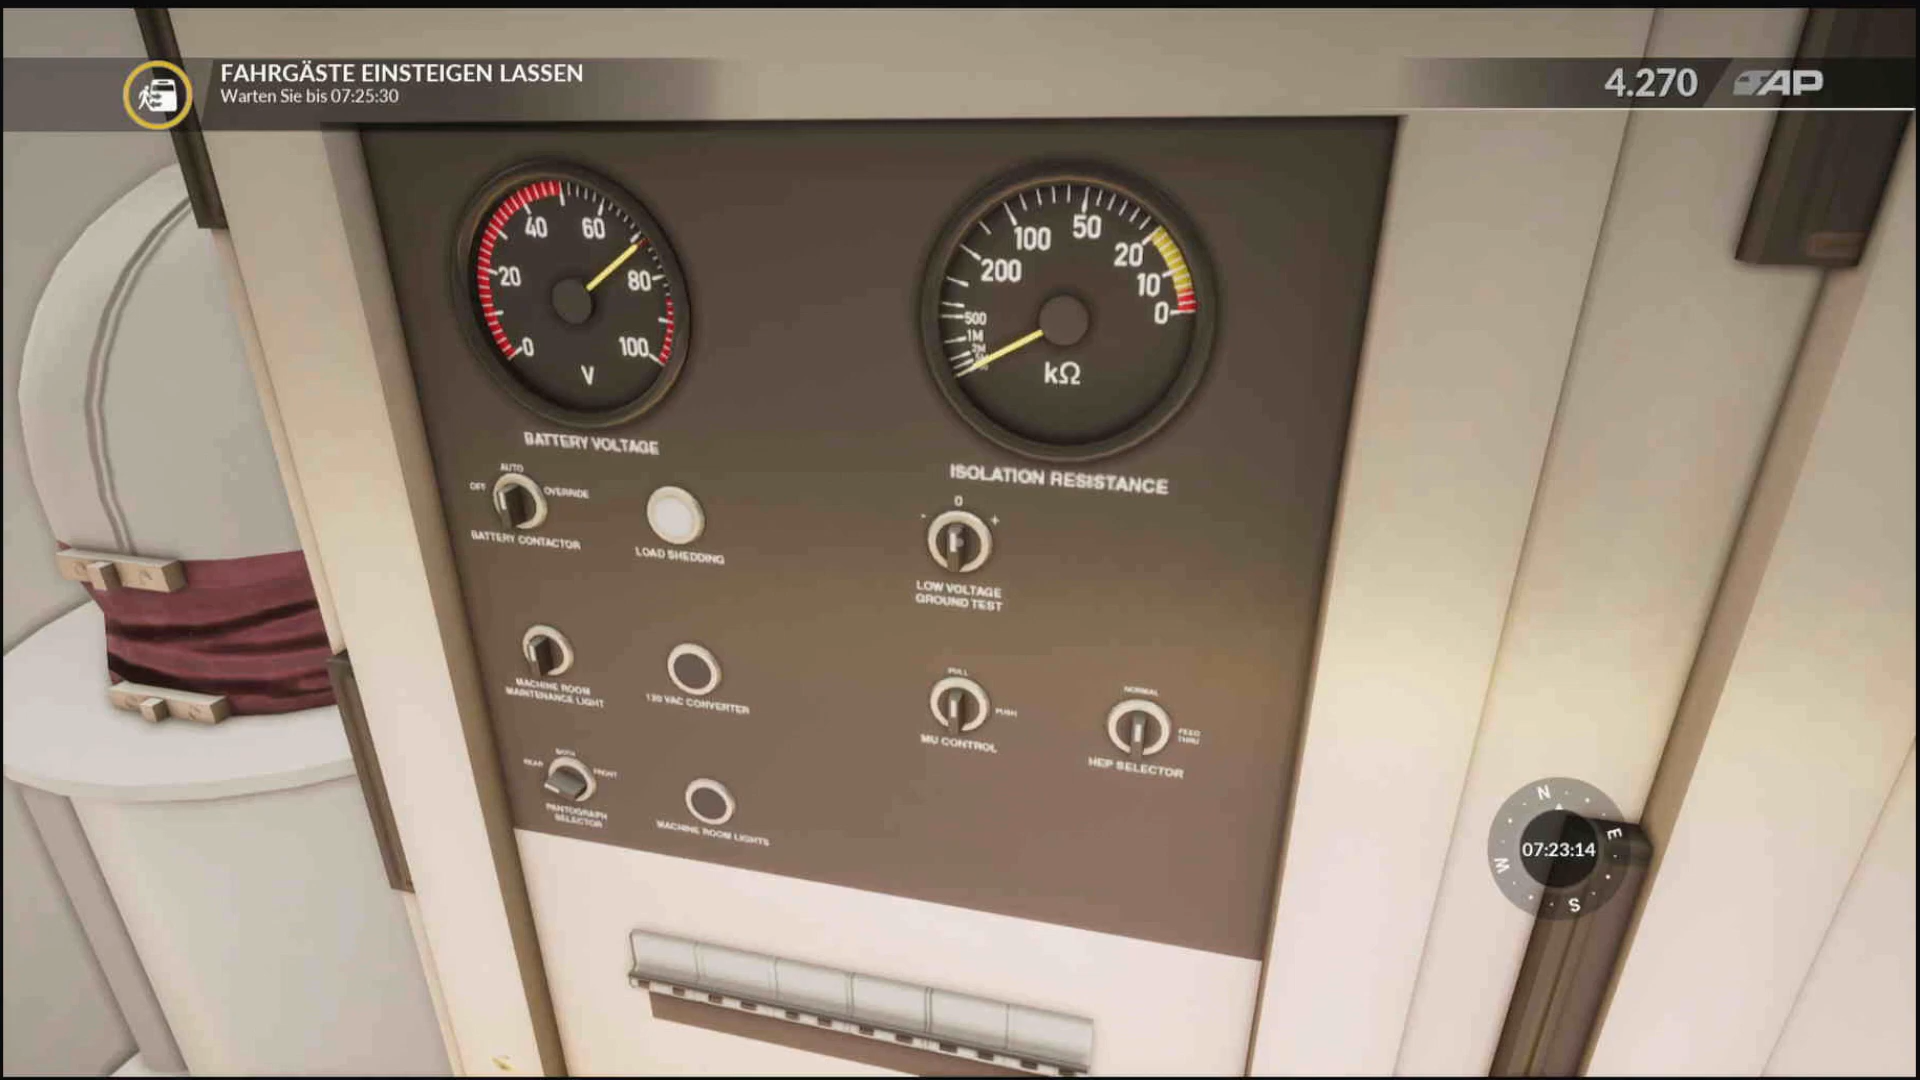 FAHRGÄSTE EINSTEIGEN LASSEN
Warten Sie bis 07:25:30
4.270 TAP
40 60
20 80
0 100
V
BATTERY VOLTAGE
100 50
200 20
10
500 0
1M
2M
kΩ
ISOLATION RESISTANCE
AUTO
OFF OVERRIDE
BATTERY CONTACTOR
LOAD SHEDDING
0
- +
LOW VOLTAGE
GROUND TEST
MACHINE ROOM
MAINTENANCE LIGHT
120 VAC CONVERTER
PULL
PUSH
MU CONTROL
NORMAL
FEED
THRU
HEP SELECTOR
BOTH
REAR FRONT
PANTOGRAPH
SELECTOR
MACHINE ROOM LIGHTS
N
E
07:23:14
W
S